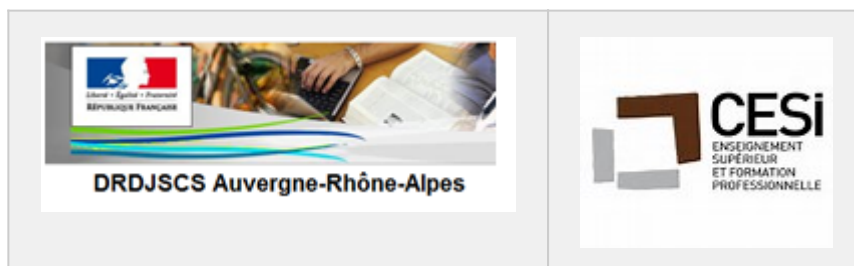 Liberté • Égalité • Fraternité
RÉPUBLIQUE FRANÇAISE
DRDJSCS Auvergne-Rhône-Alpes
CESi
ENSEIGNEMENT
SUPÉRIEUR
ET FORMATION
PROFESSIONNELLE